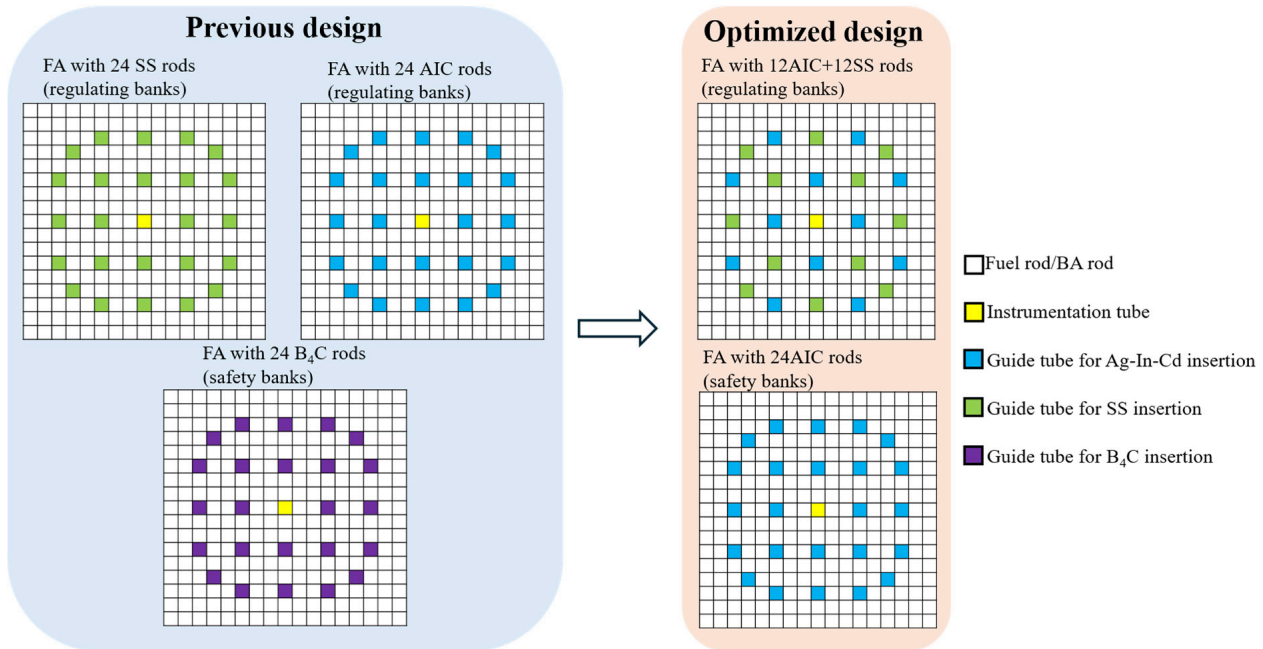 Previous design
FA with 24 SS rods
(regulating banks)
FA with 24 AIC rods
(regulating banks)
FA with 24 B₄C rods
(safety banks)
Optimized design
FA with 12AIC+12SS rods
(regulating banks)
FA with 24AIC rods
(safety banks)
Fuel rod/BA rod
Instrumentation tube
Guide tube for Ag-In-Cd insertion
Guide tube for SS insertion
Guide tube for B₄C insertion